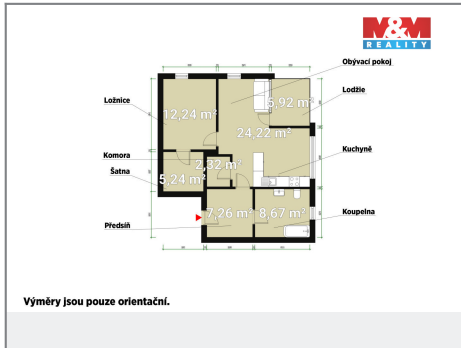 M&M
REALITY
Obývací pokoj
5,92 m²
Lodžie
12,24 m²
Ložnice
24,22 m²
Kuchyně
Komora
2,32 m²
Šatna
5,24 m²
7,26 m²
8,67 m²
Koupelna
Předsíň
Výměry jsou pouze orientační.